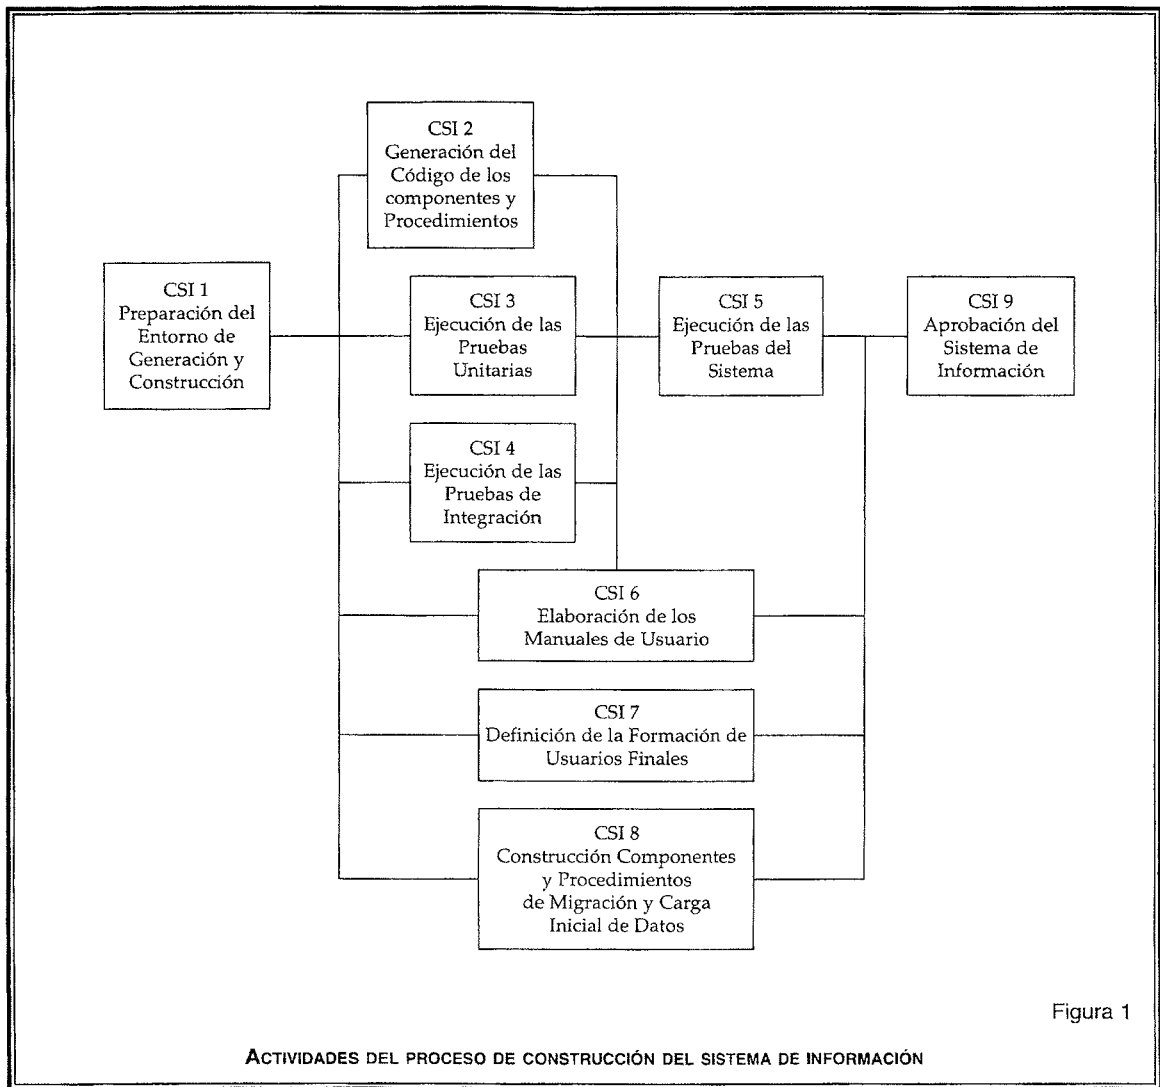 CSI 2
Generación del
Código de los
componentes y
Procedimientos
CSI 1
Preparación del
Entorno de
Generación y
Construcción
CSI 3
Ejecución de las
Pruebas
Unitarias
CSI 5
Ejecución de las
Pruebas del
Sistema
CSI 9
Aprobación del
Sistema de
Información
CSI 4
Ejecución de las
Pruebas de
Integración
CSI 6
Elaboración de los
Manuales de Usuario
CSI 7
Definición de la Formación de
Usuarios Finales
CSI 8
Construcción Componentes
y Procedimientos
de Migración y Carga
Inicial de Datos
Figura 1
ACTIVIDADES DEL PROCESO DE CONSTRUCCIÓN DEL SISTEMA DE INFORMACIÓN